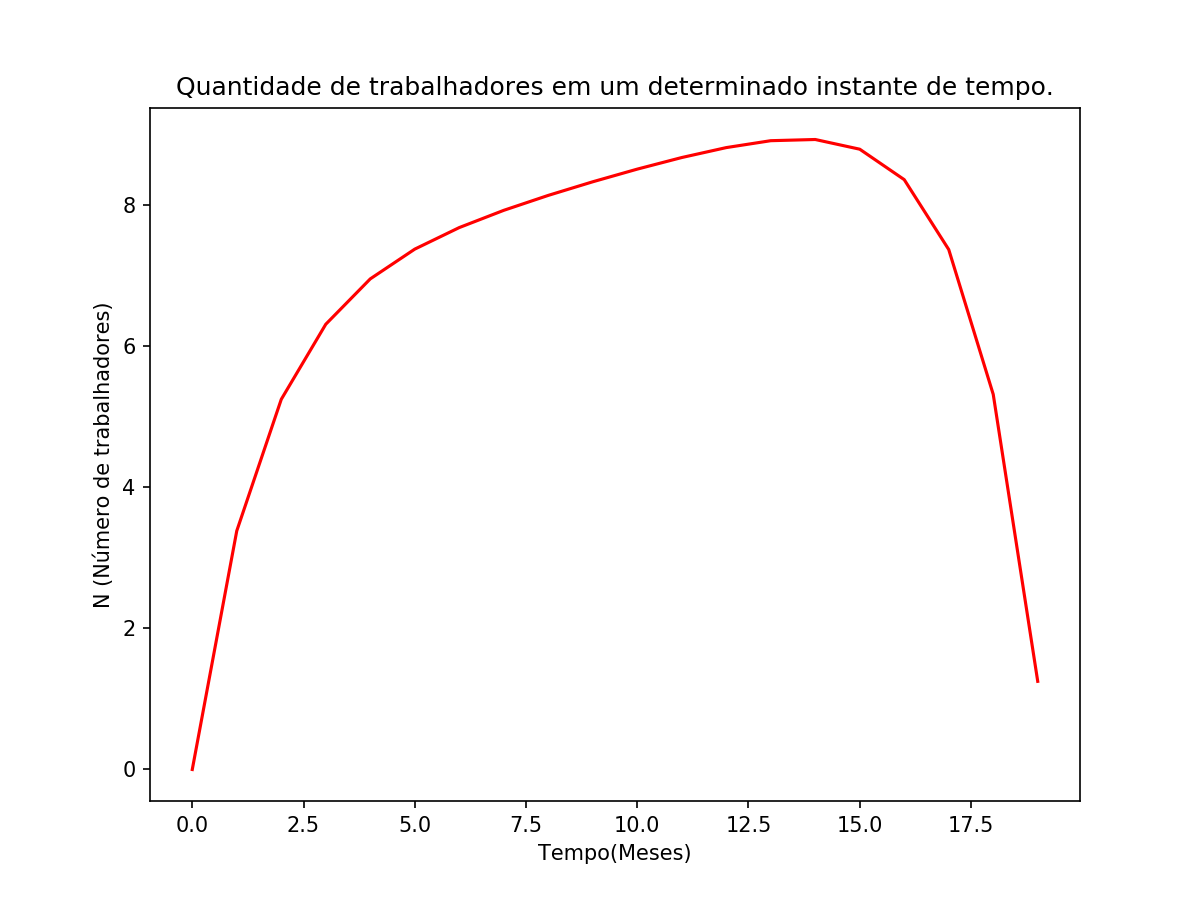 Quantidade de trabalhadores em um determinado instante de tempo.
N (Número de trabalhadores)
8
6
4
2
0
0.0 2.5 5.0 7.5 10.0 12.5 15.0 17.5
Tempo(Meses)